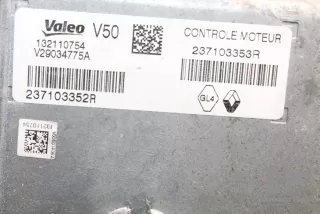 Valeo V50
132110754
V29034775A
237103352R
CONTROLE MOTEUR
237103353R
GL4